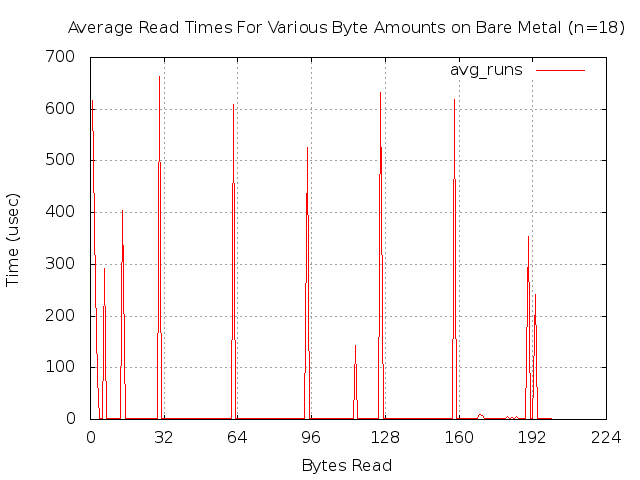 Average Read Times For Various Byte Amounts on Bare Metal (n=18)
avg_runs
Time (usec)
700
600
500
400
300
200
100
0
0 32 64 96 128 160 192 224
Bytes Read